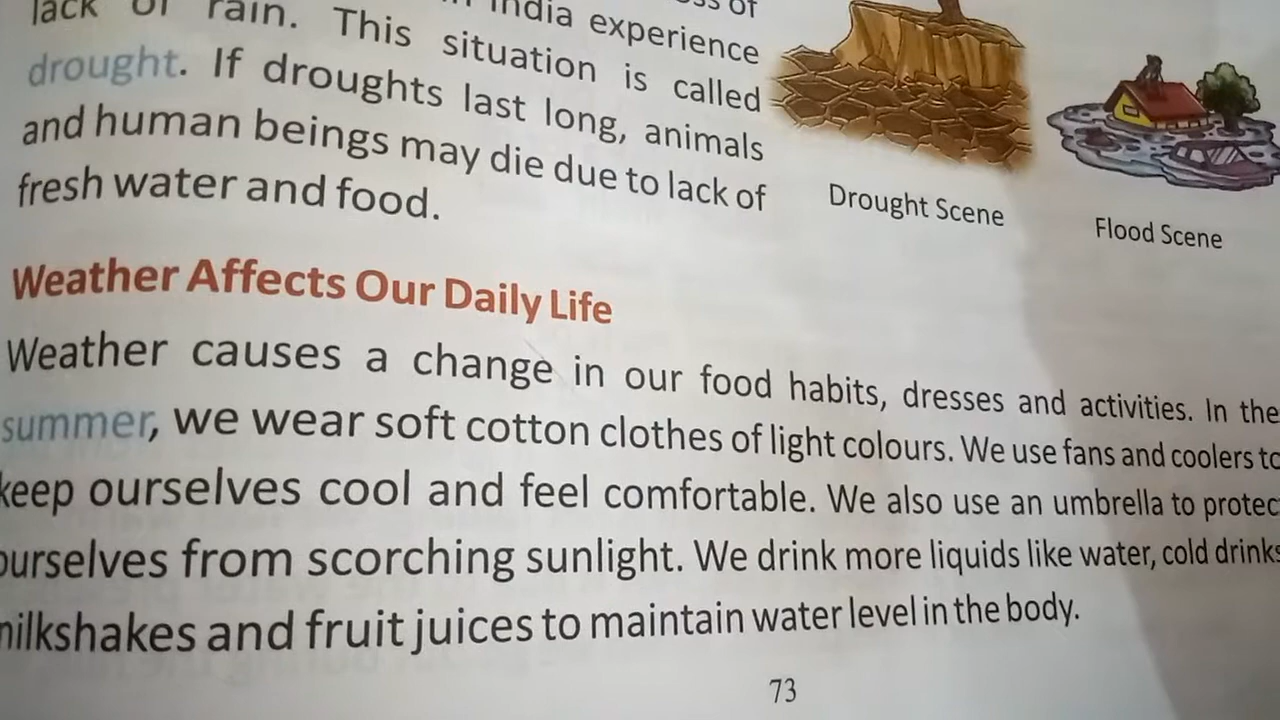 lack of rain. This situation is called
India experience
drought. If droughts last long, animals
and human beings may die due to lack of
fresh water and food.
Drought Scene
Flood Scene
Weather Affects Our Daily Life
Weather causes a change in our food habits, dresses and activities. In the
summer, we wear soft cotton clothes of light colours. We use fans and coolers to
keep ourselves cool and feel comfortable. We also use an umbrella to protec
ourselves from scorching sunlight. We drink more liquids like water, cold drinks
milkshakes and fruit juices to maintain water level in the body.
73